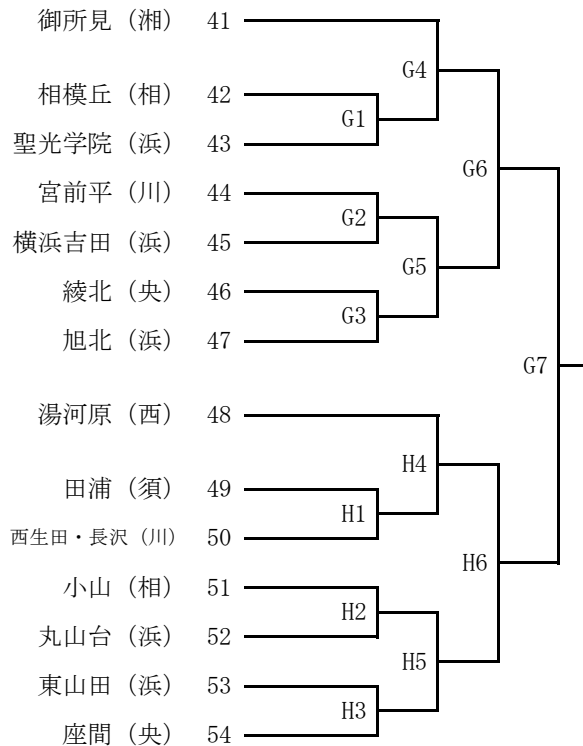 御所見（湘） 41
G4
相模丘（相） 42
G1
聖光学院（浜） 43
G6
宮前平（川） 44
G2
横浜吉田（浜） 45
G5
綾北（央） 46
G3
旭北（浜） 47
G7
湯河原（西） 48
H4
田浦（須） 49
H1
西生田・長沢（川） 50
H6
小山（相） 51
H2
丸山台（浜） 52
H5
東山田（浜） 53
H3
座間（央） 54